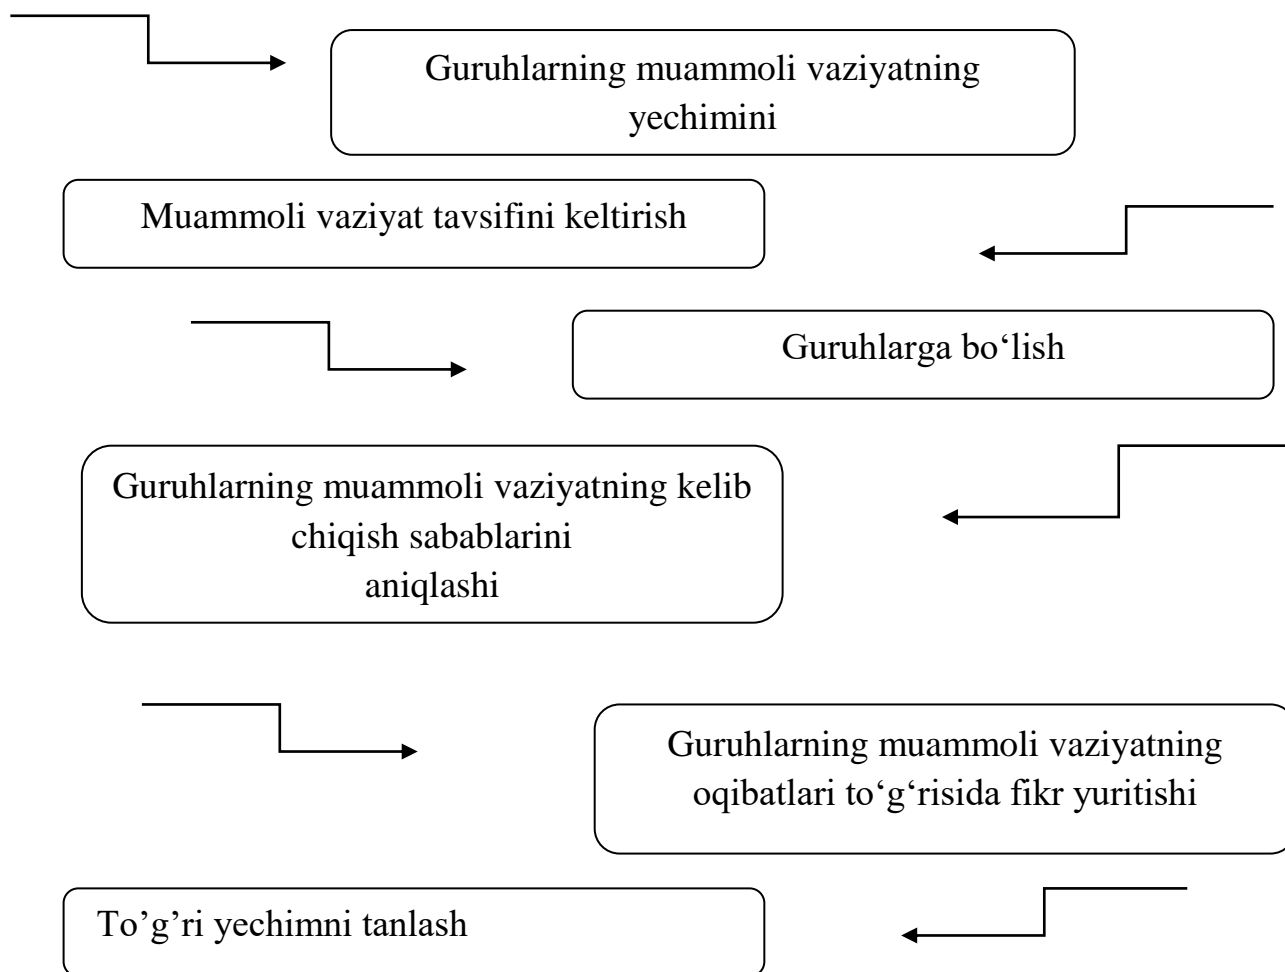 Guruhlarning muammoli vaziyatning
yechimini
Muammoli vaziyat tavsifini keltirish
Guruhlarga bo‘lish
Guruhlarning muammoli vaziyatning kelib
chiqish sabablarini
aniqlashi
Guruhlarning muammoli vaziyatning
oqibatlari to‘g‘risida fikr yuritishi
To’g’ri yechimni tanlash